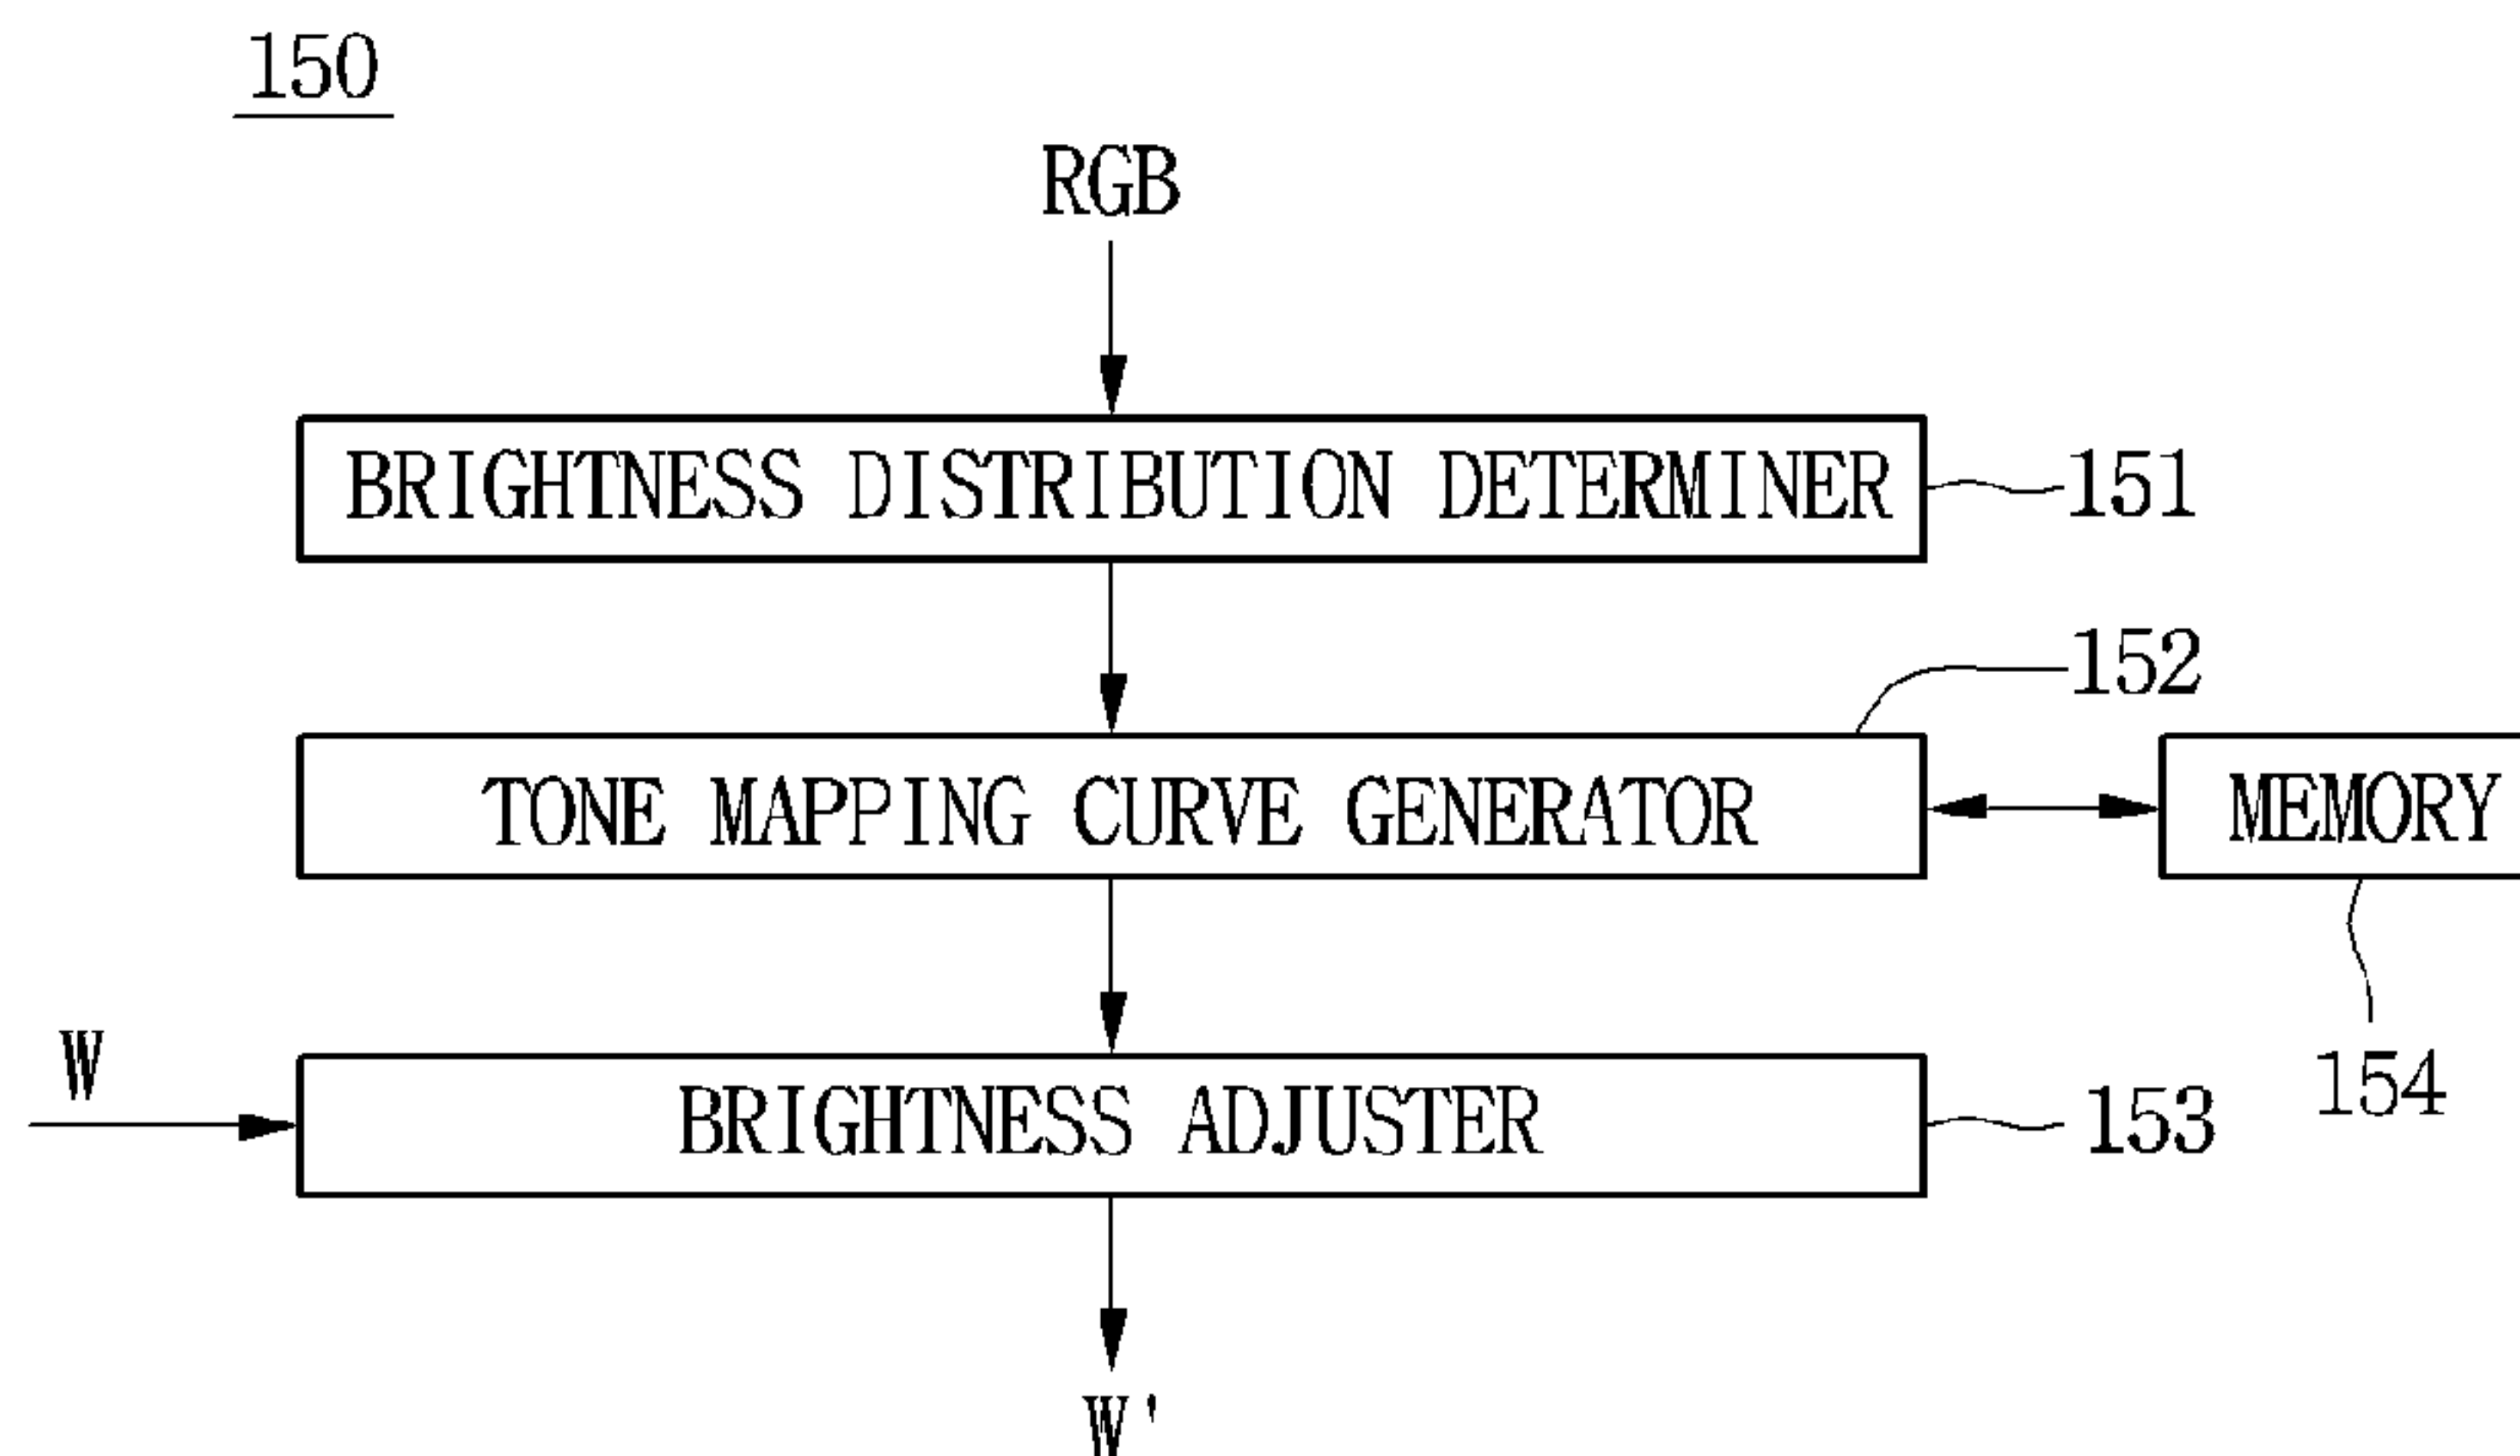 150
RGB
BRIGHTNESS DISTRIBUTION DETERMINER
151
152
TONE MAPPING CURVE GENERATOR
MEMORY
W
BRIGHTNESS ADJUSTER
153
154
W'